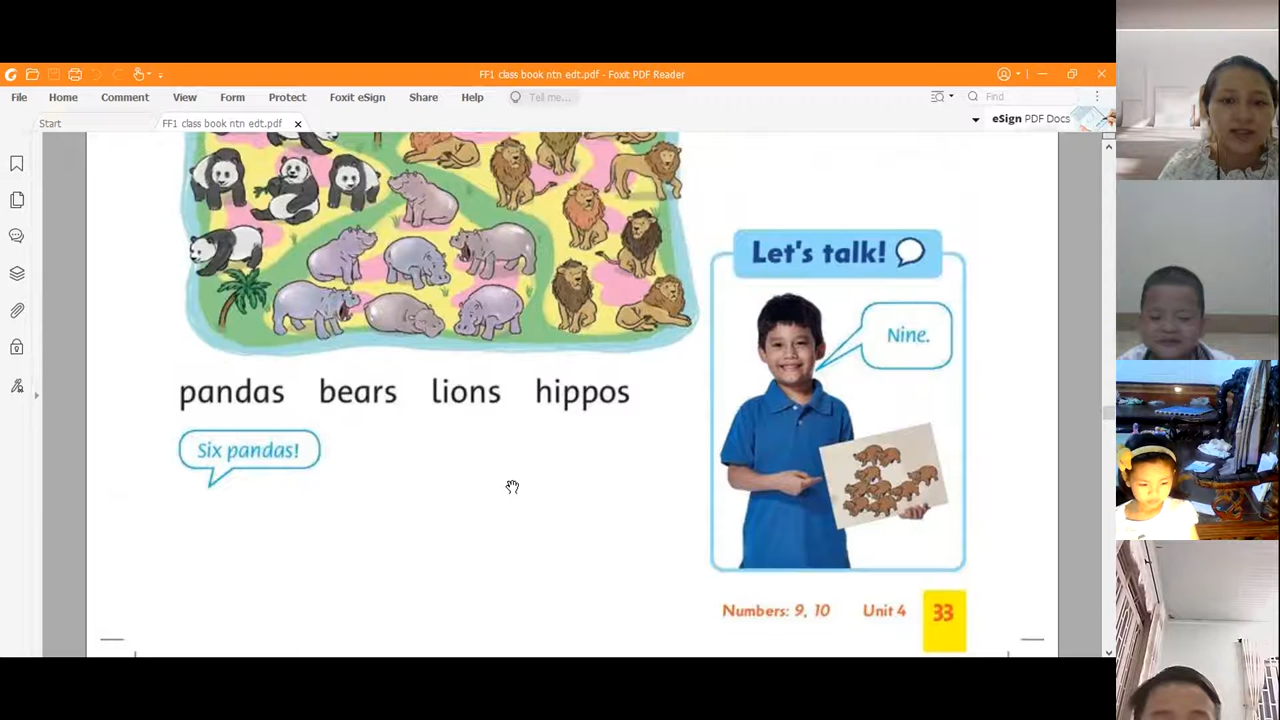 FF1 class book ntn edt.pdf - Foxit PDF Reader
File Home Comment View Form Protect Foxit eSign Share Help Tell me... Find
Start FF1 class book ntn edt.pdf eSign PDF Docs
Let's talk!
Nine.
pandas bears lions hippos
Six pandas!
Numbers: 9, 10 Unit 4 33